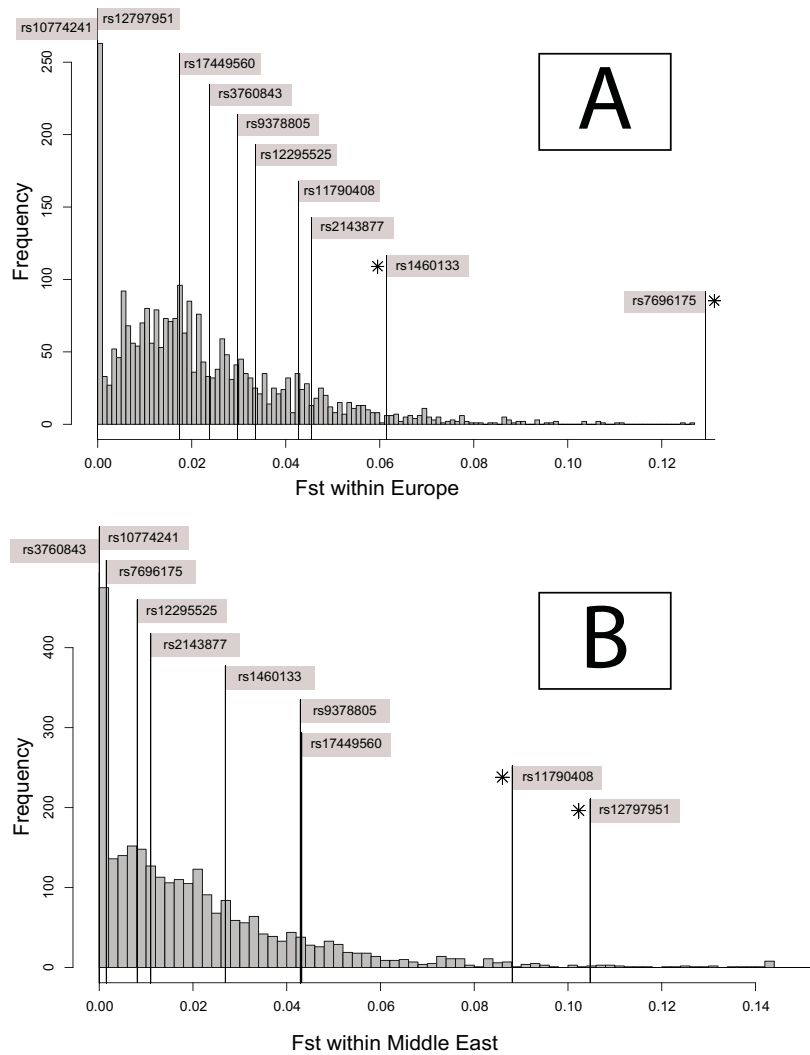 rs12797951
rs10774241
rs17449560
rs3760843
rs9378805
rs12295525
rs11790408
rs2143877
rs1460133
rs7696175
A
Frequency
250
200
150
100
50
0
0.00 0.02 0.04 0.06 0.08 0.10 0.12
Fst within Europe
rs10774241
rs3760843
rs7696175
rs12295525
rs2143877
rs1460133
rs9378805
rs17449560
rs11790408
rs12797951
B
Frequency
400
300
200
100
0
0.00 0.02 0.04 0.06 0.08 0.10 0.12 0.14
Fst within Middle East